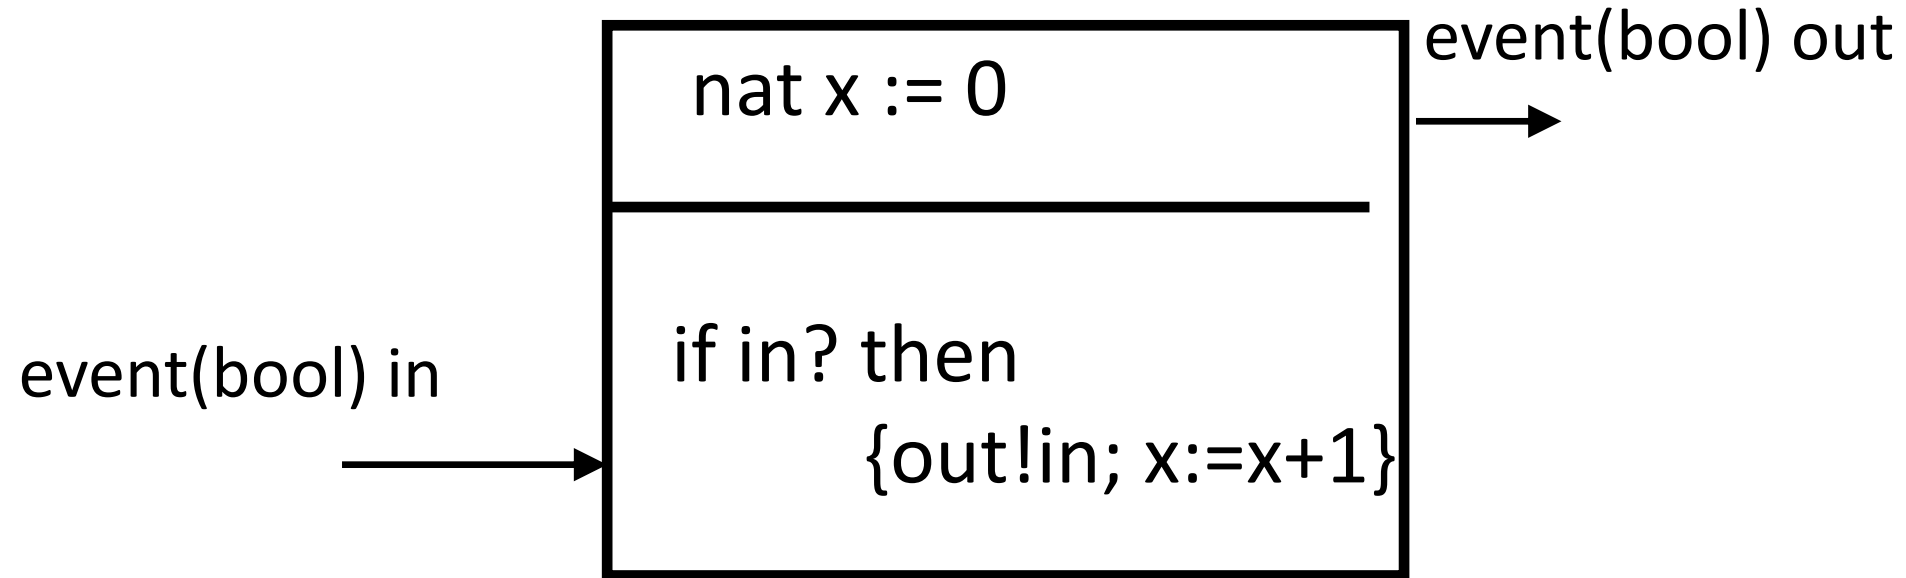 event(bool) out
nat x := 0
if in? then
event(bool) in
{out!in; x:=x+1}